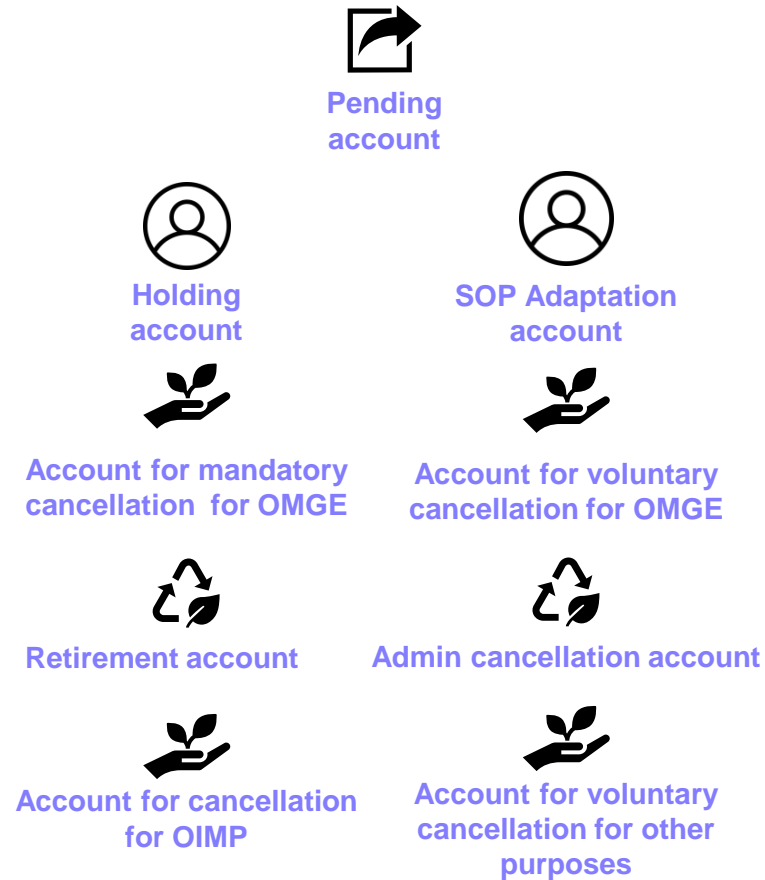 Pending
account
Holding
account
SOP Adaptation
account
Account for mandatory
cancellation  for OMGE
Account for voluntary
cancellation for OMGE
Retirement account
Admin cancellation account
Account for cancellation
for OIMP
Account for voluntary
cancellation for other
purposes